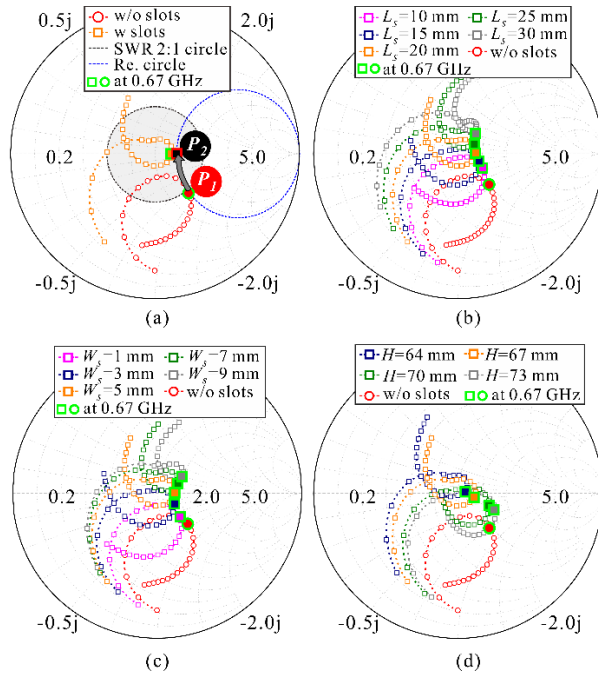 w/o slots
w slots
SWR 2:1 circle
Re. circle
at 0.67 GHz
0.5j
2.0j
0.2
5.0
P2
P1
-0.5j
-2.0j
(a)
Ls=10 mm
Ls=25 mm
Ls=15 mm
Ls=30 mm
Ls=20 mm
w/o slots
at 0.67 GHz
0.2
5.0
-0.5j
-2.0j
(b)
Ws=1 mm
Ws=7 mm
Ws=3 mm
Ws=9 mm
Ws=5 mm
w/o slots
at 0.67 GHz
0.2
2.0
5.0
-0.5j
-2.0j
(c)
H=64 mm
H=67 mm
H=70 mm
H=73 mm
w/o slots
at 0.67 GHz
0.2
5.0
-0.5j
-2.0j
(d)